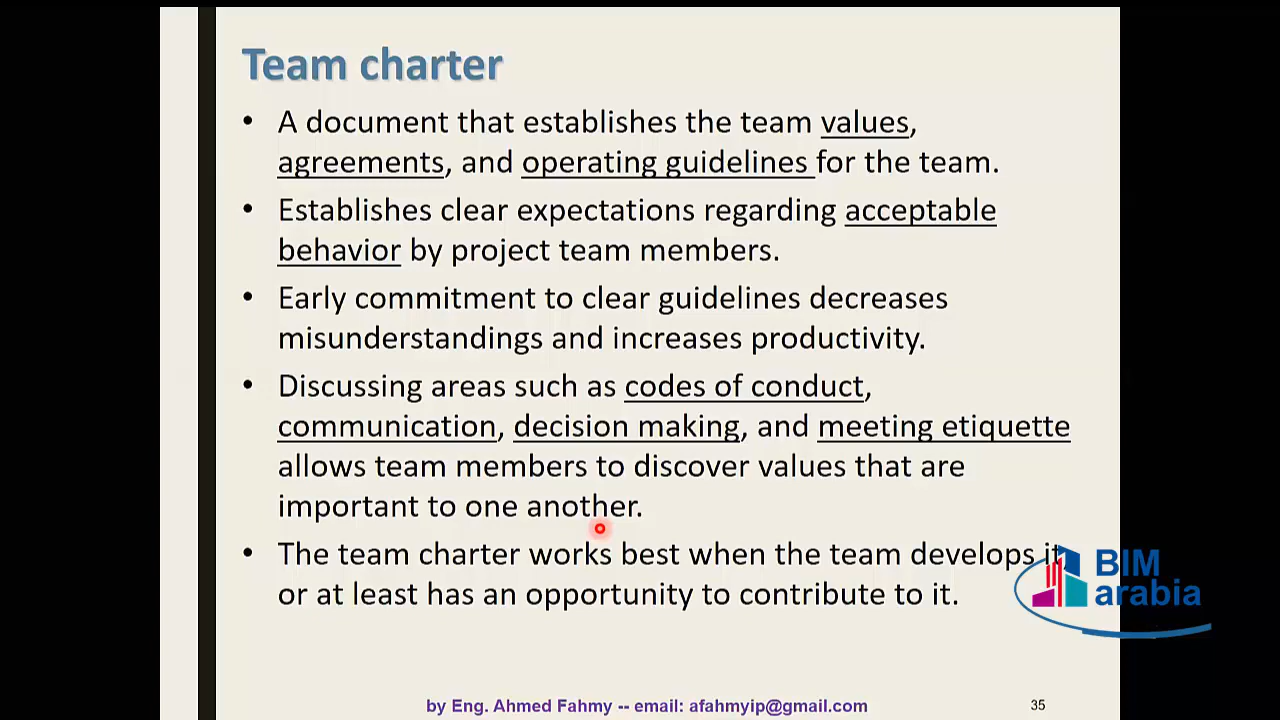 Team charter
• A document that establishes the team values,
agreements, and operating guidelines for the team.
• Establishes clear expectations regarding acceptable
behavior by project team members.
• Early commitment to clear guidelines decreases
misunderstandings and increases productivity.
• Discussing areas such as codes of conduct,
communication, decision making, and meeting etiquette
allows team members to discover values that are
important to one another.
• The team charter works best when the team develops it,
or at least has an opportunity to contribute to it.
BIM
arabia
by Eng. Ahmed Fahmy -- email: afahmyip@gmail.com
35